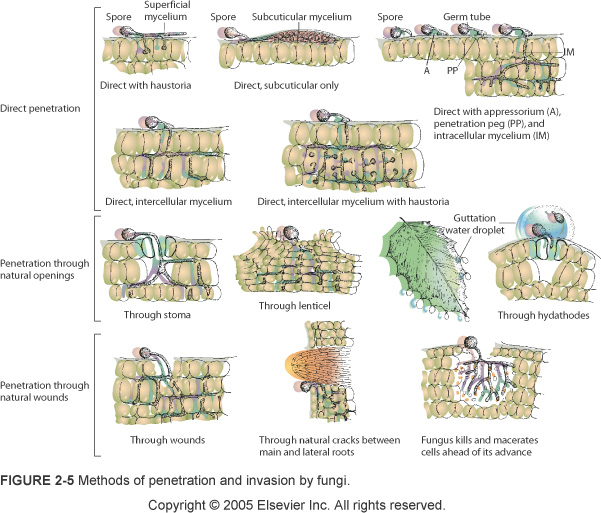 Superficial
mycelium
Spore
Spore
Subcuticular mycelium
Spore
Germ tube
IM
A
PP
Direct penetration
Direct with haustoria
Direct, subcuticular only
Direct with appressorium (A),
penetration peg (PP), and
intracellular mycelium (IM)
Direct, intercellular mycelium
Direct, intercellular mycelium with haustoria
Guttation
water droplet
Penetration through
natural openings
Through stoma
Through lenticel
Through hydathodes
Penetration through
natural wounds
Through wounds
Through natural cracks between
main and lateral roots
Fungus kills and macerates
cells ahead of its advance
FIGURE 2-5 Methods of penetration and invasion by fungi.
Copyright © 2005 Elsevier Inc. All rights reserved.